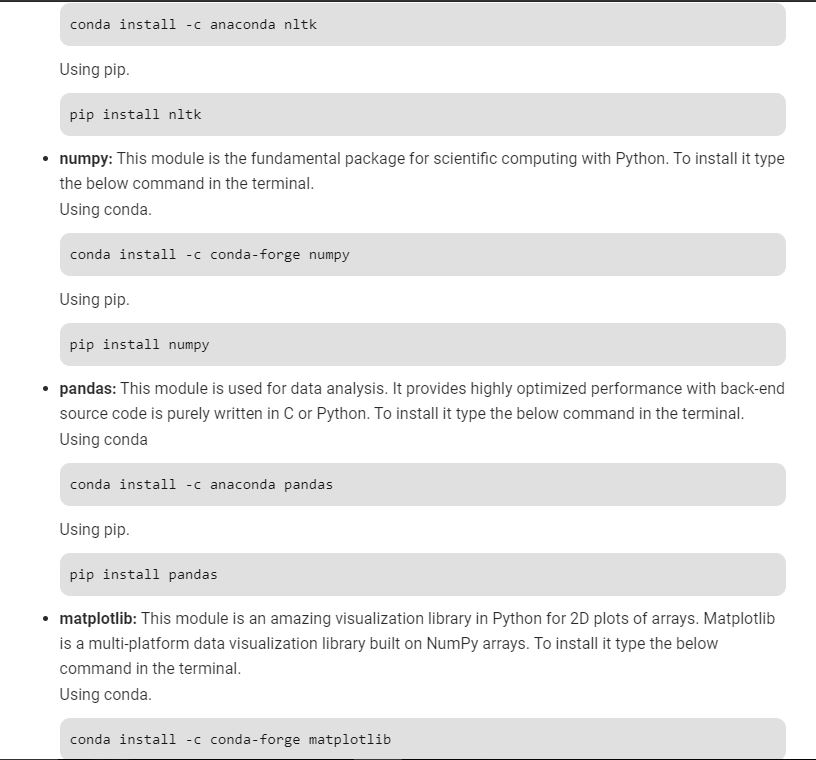 conda install -c anaconda nltk
Using pip.
pip install nltk
numpy: This module is the fundamental package for scientific computing with Python. To install it type
the below command in the terminal.
Using conda.
conda install -c conda-forge numpy
Using pip.
pip install numpy
pandas: This module is used for data analysis. It provides highly optimized performance with back-end
source code is purely written in C or Python. To install it type the below command in the terminal.
Using conda
conda install -c anaconda pandas
Using pip.
pip install pandas
matplotlib: This module is an amazing visualization library in Python for 2D plots of arrays. Matplotlib
is a multi-platform data visualization library built on NumPy arrays. To install it type the below
command in the terminal.
Using conda.
conda install -c conda-forge matplotlib